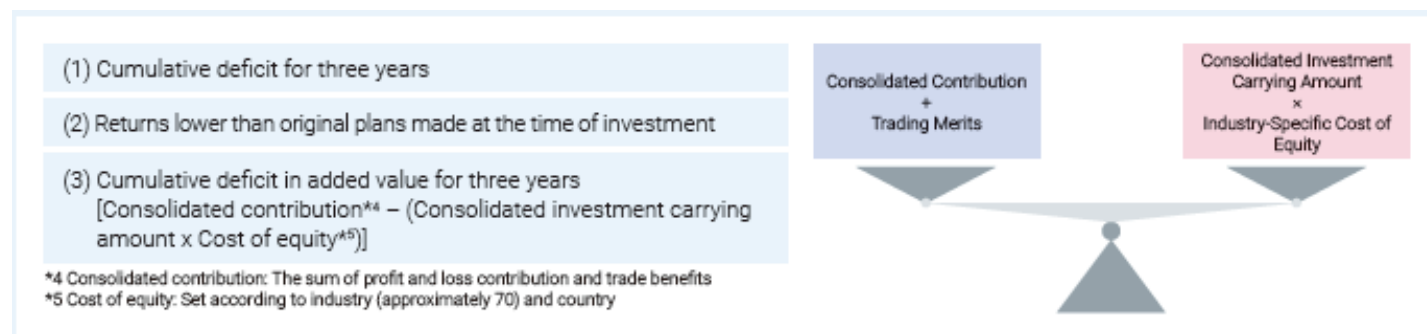 (1) Cumulative deficit for three years
(2) Returns lower than original plans made at the time of investment
(3) Cumulative deficit in added value for three years
[Consolidated contribution*4 – (Consolidated investment carrying
amount x Cost of equity*5)]
*4 Consolidated contribution: The sum of profit and loss contribution and trade benefits
*5 Cost of equity: Set according to industry (approximately 70) and country
Consolidated Contribution
+
Trading Merits
Consolidated Investment
Carrying Amount
×
Industry-Specific Cost of
Equity